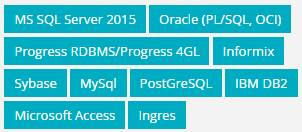 MS SQL Server 2015 Oracle (PL/SQL, OCI)
Progress RDBMS/Progress 4GL Informix
Sybase MySql PostGreSQL IBM DB2
Microsoft Access Ingres